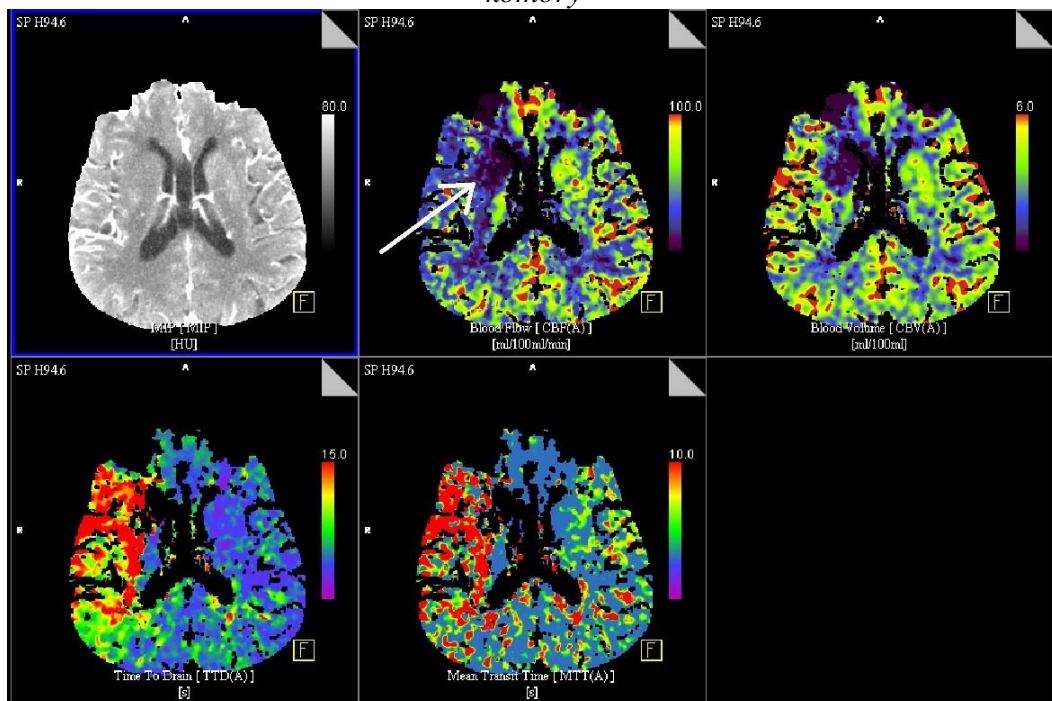 komory
SP H94.6
A
80.0
R
F
MIP [ MIP ]
[HU]
SP H94.6
A
100.0
R
F
Blood Flow [ CBF(A) ]
[ml/100ml/min]
SP H94.6
A
6.0
R
F
Blood Volume [ CBV(A) ]
[ml/100ml]
SP H94.6
A
15.0
R
F
Time To Drain [ TTD(A) ]
[s]
SP H94.6
A
10.0
R
F
Mean Transit Time [ MTT(A) ]
[s]